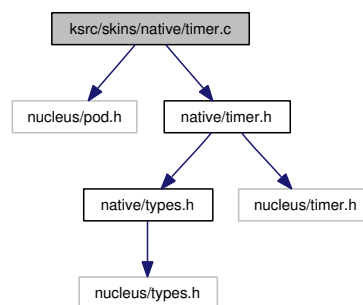 ksrc/skins/native/timer.c
nucleus/pod.h
native/timer.h
native/types.h
nucleus/timer.h
nucleus/types.h